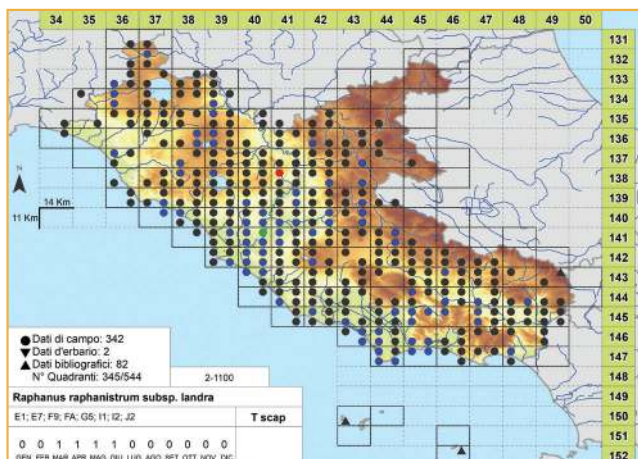 34 35 36 37 38 39 40 41 42 43 44 45 46 47 48 49 50
131
132
133
134
135
136
137
138
139
140
141
142
143
144
145
146
147
150
151
152
N
14 Km
11 Km
Dati di campo: 342
Dati d'erbario: 2
Dati bibliografici: 82
N° Quadranti: 345/544
2-1100
Raphanus raphanistrum subsp. landra
E1; E7; F9; FA; G5; I1; I2; J2
T scap
0 0 1 1 1 1 0 0 0 0 0 0
GEN FEB MAR APR MAG GIU LUG AGO SET OTT NOV DIC